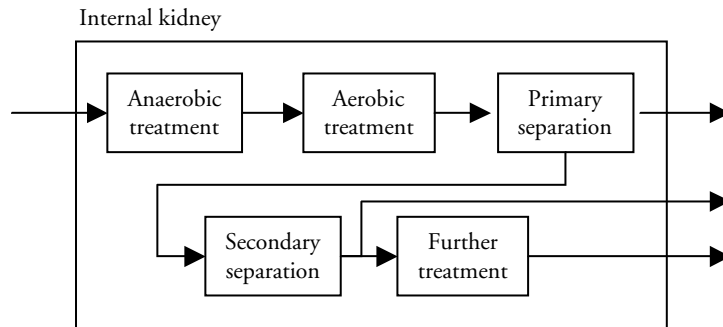 Internal kidney
Anaerobic
treatment
Aerobic
treatment
Primary
separation
Secondary
separation
Further
treatment